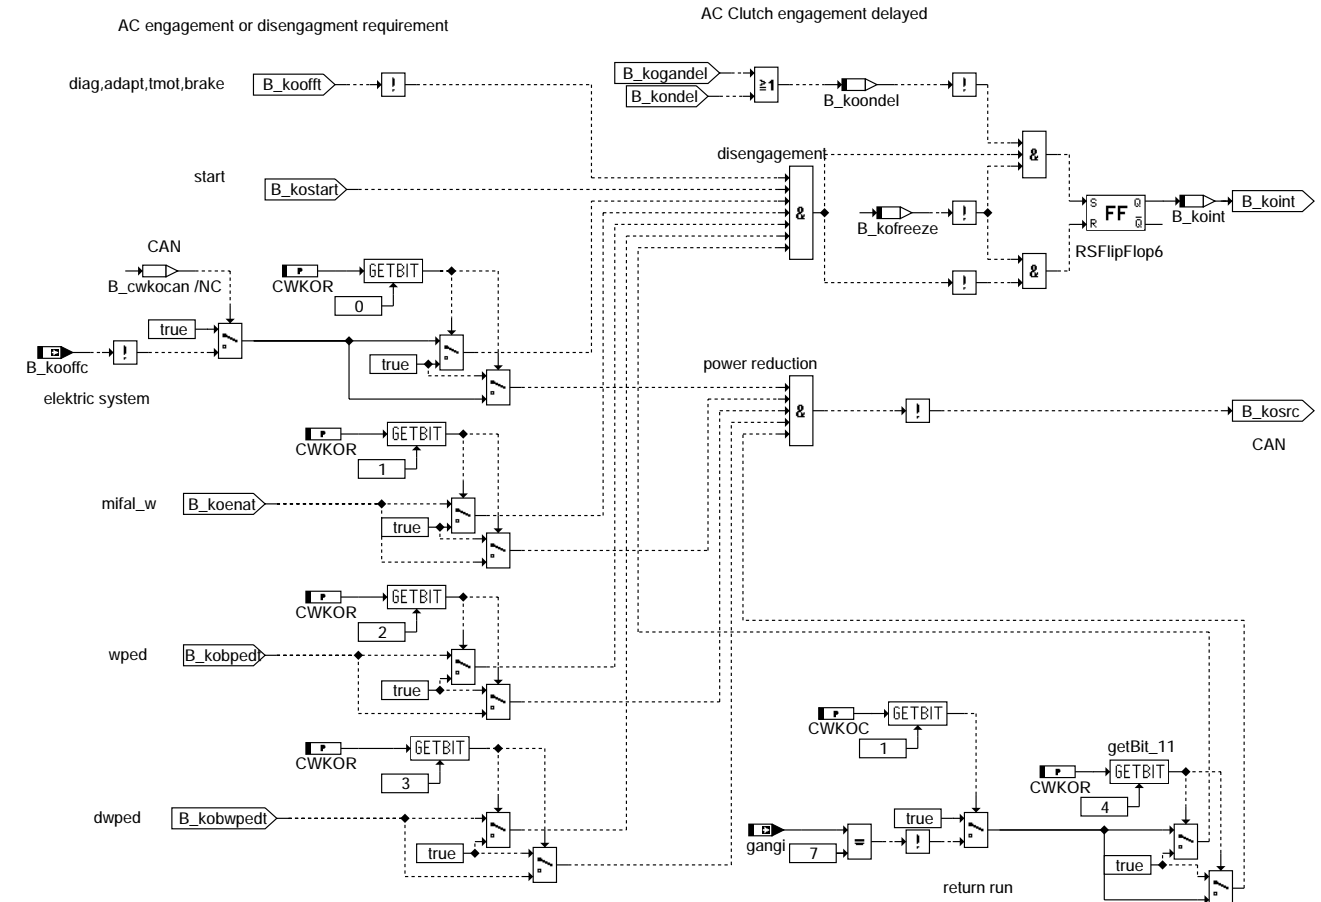 AC engagement or disengagment requirement
AC Clutch engagement delayed
diag,adapt,tmot,brake
B_koofft
!
B_kogandel
B_kondel
≥1
B_koondel
!
disengagement
&
start
B_kostart
&
B_kofreeze
!
S Q
FF
R Q
RSFlipFlop6
B_koint
B_koint
!
&
CAN
B_cwkocan /NC
P
CWKOR
GETBIT
0
true
B_kooffc
!
true
elektric system
power reduction
&
!
B_kosrc
CAN
P
CWKOR
GETBIT
1
mifal_w
B_koenat
true
P
CWKOR
GETBIT
2
wped
B_kobpedt
true
P
CWKOR
GETBIT
3
dwped
B_kobwpedt
true
P
CWKOC
GETBIT
1
getBit_11
P
CWKOR
GETBIT
4
gangi
7
=
!
true
true
return run